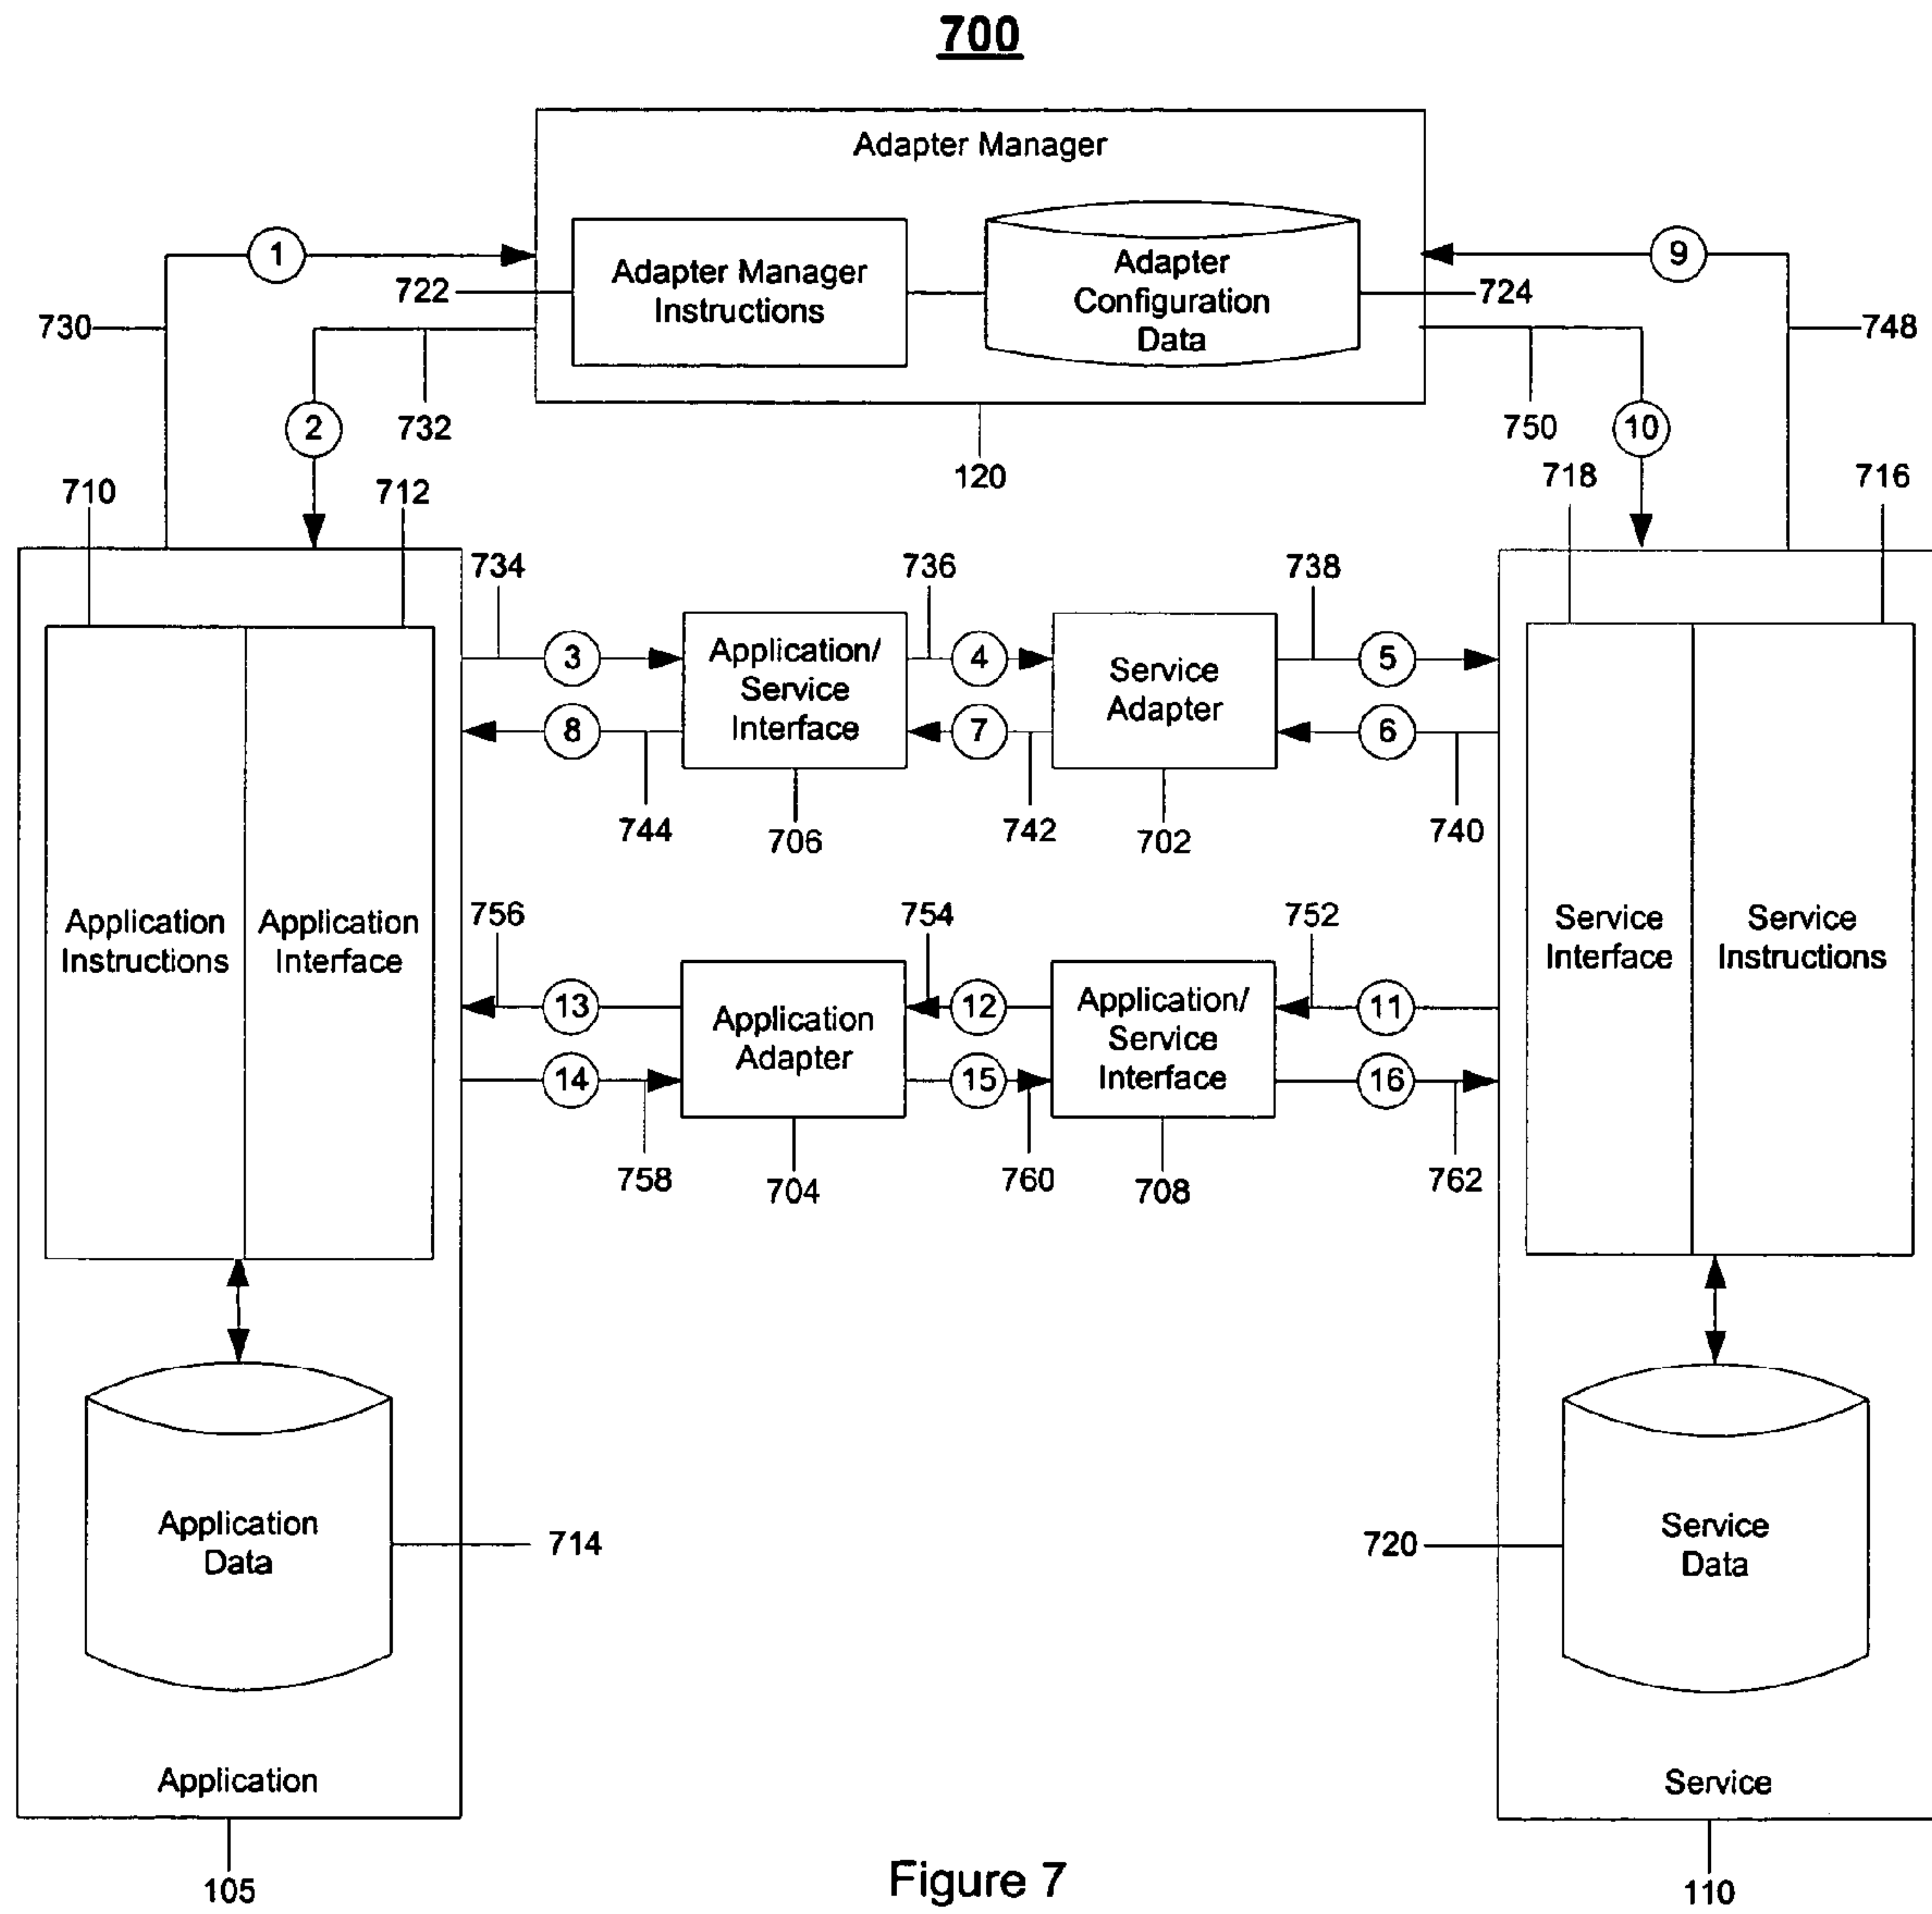 700
Adapter Manager
1
9
Adapter Manager
Instructions
Adapter
Configuration
Data
722
724
730
748
2
732
750
10
120
710
712
718
716
734
736
738
3
Application/
Service
Interface
4
Service
Adapter
5
8
7
6
744
706
742
702
740
Application
Instructions
Application
Interface
756
754
752
Service
Interface
Service
Instructions
13
Application
Adapter
12
Application/
Service
Interface
11
14
15
16
758
704
760
708
762
Application
Data
714
720
Service
Data
Application
Service
105
Figure 7
110